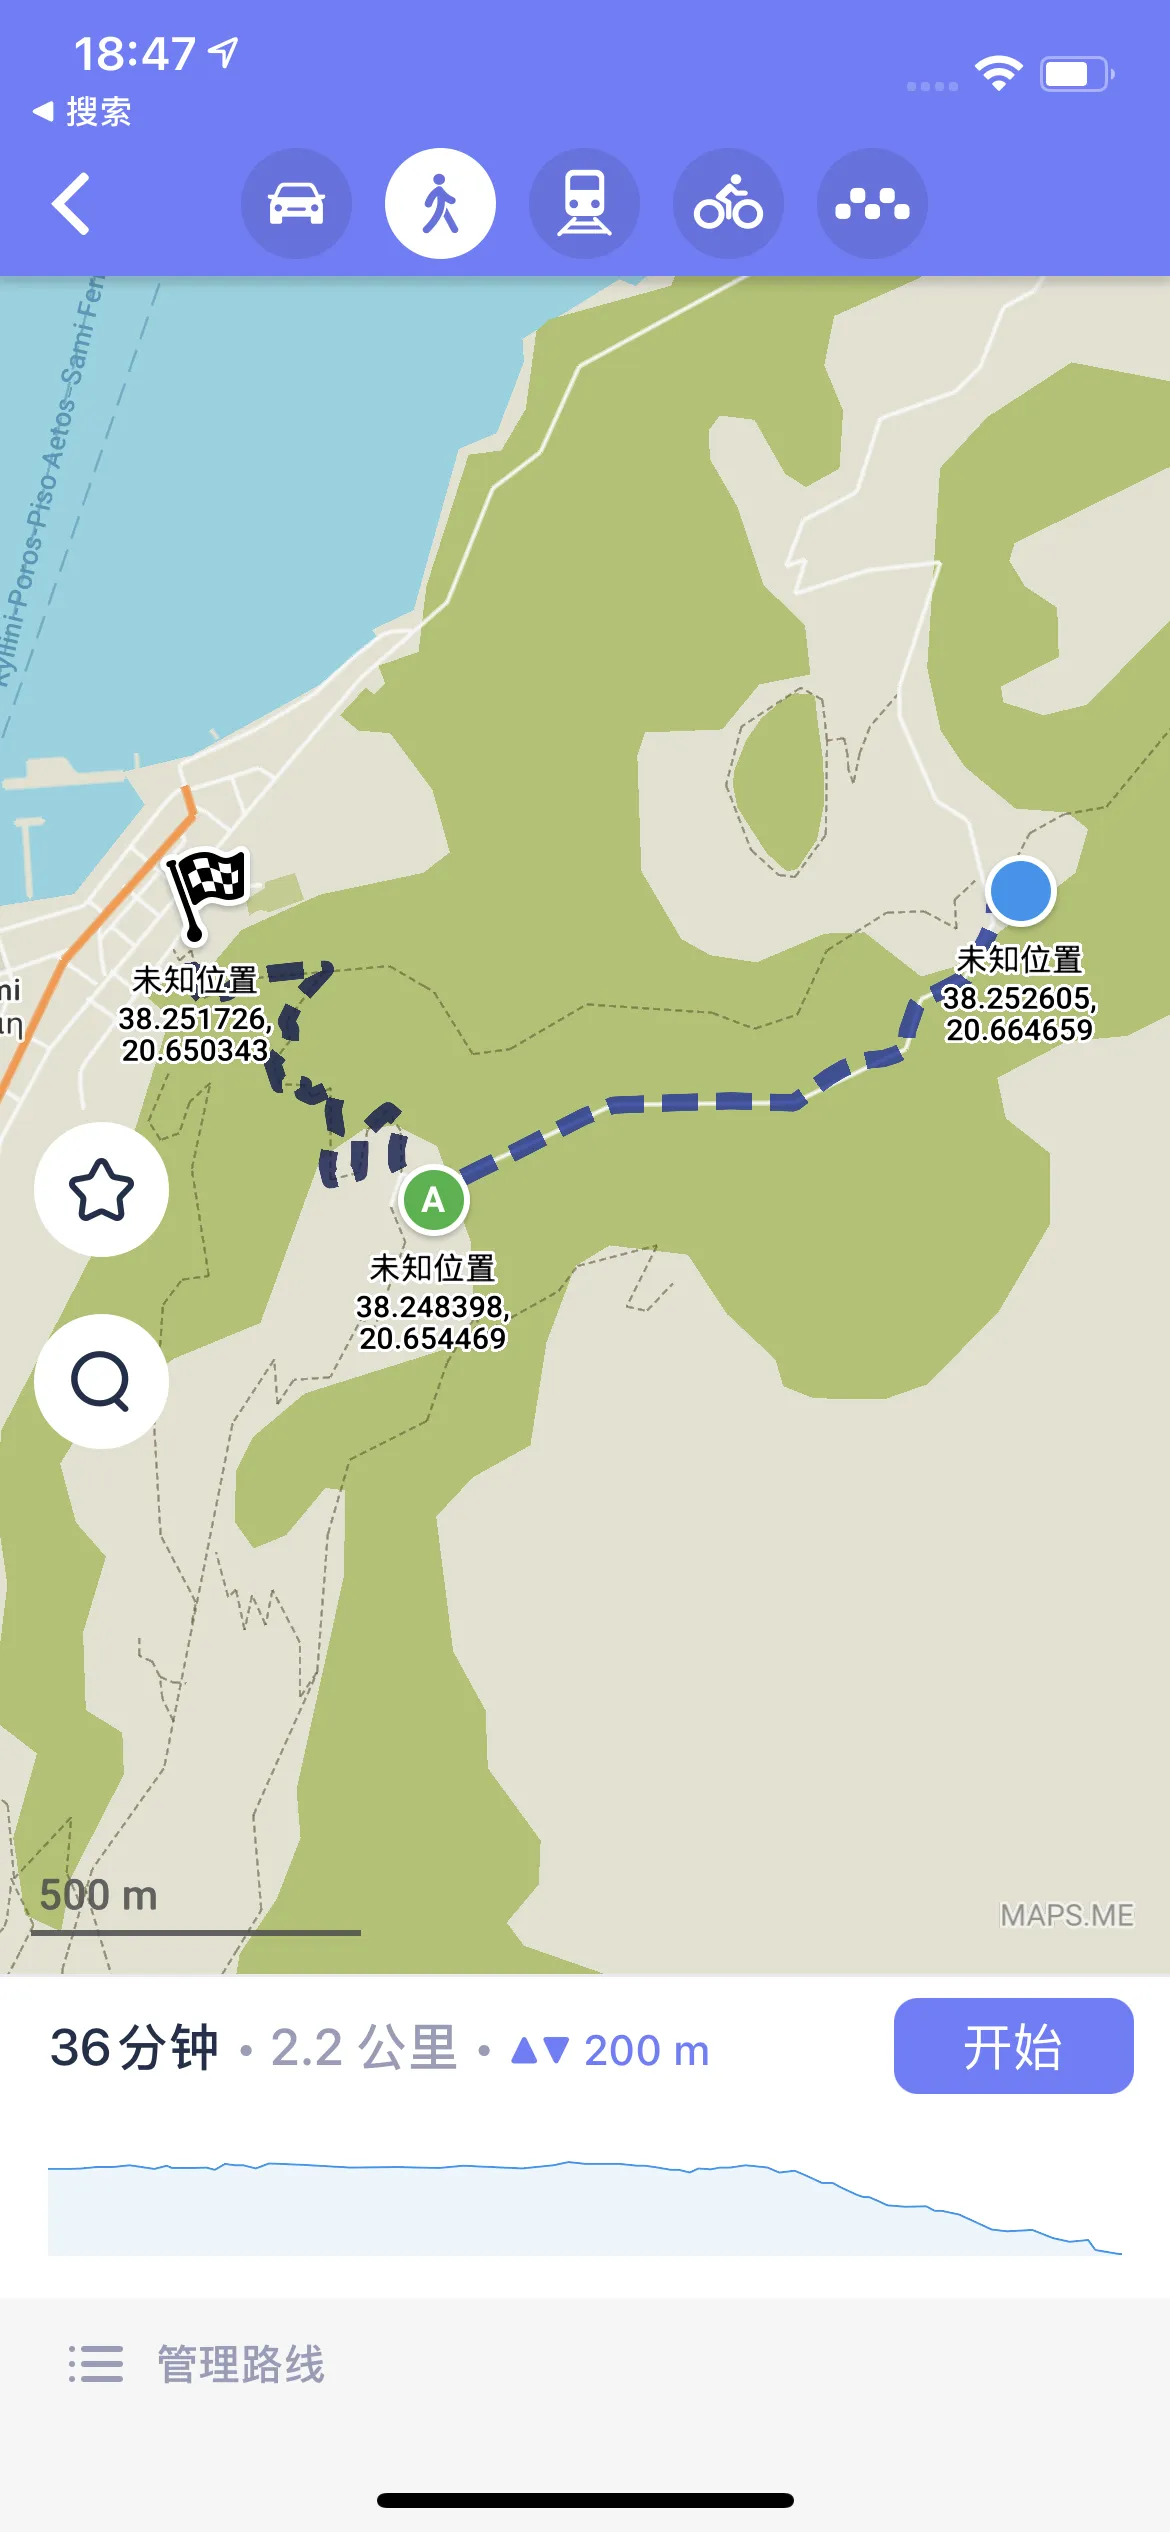 18:47
搜索
Kyllini-Poros-Piso Aetos-Sami Fer
未知位置
38.251726,
20.650343
未知位置
38.252605,
20.664659
mi
μη
A
未知位置
38.248398,
20.654469
500 m
MAPS.ME
36分钟 • 2.2 公里 • ▲▼ 200 m
开始
管理路线